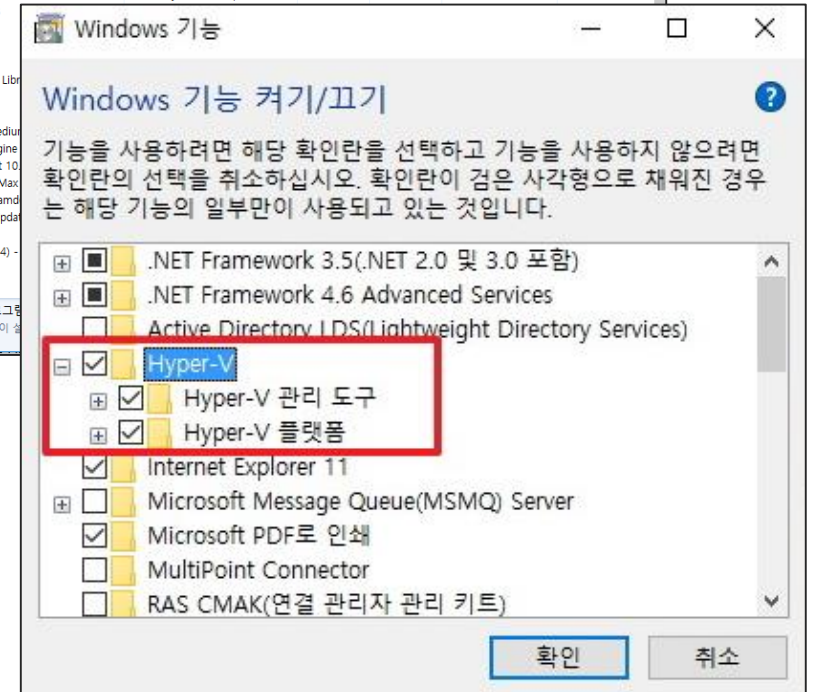 Windows 기능
Windows 기능 켜기/끄기
기능을 사용하려면 해당 확인란을 선택하고 기능을 사용하지 않으려면
확인란의 선택을 취소하십시오. 확인란이 검은 사각형으로 채워진 경우
는 해당 기능의 일부만이 사용되고 있는 것입니다.
.NET Framework 3.5(.NET 2.0 및 3.0 포함)
.NET Framework 4.6 Advanced Services
Active Directory LDS(Lightweight Directory Services)
Hyper-V
Hyper-V 관리 도구
Hyper-V 플랫폼
Internet Explorer 11
Microsoft Message Queue(MSMQ) Server
Microsoft PDF로 인쇄
MultiPoint Connector
RAS CMAK(연결 관리자 관리 키트)
확인
취소